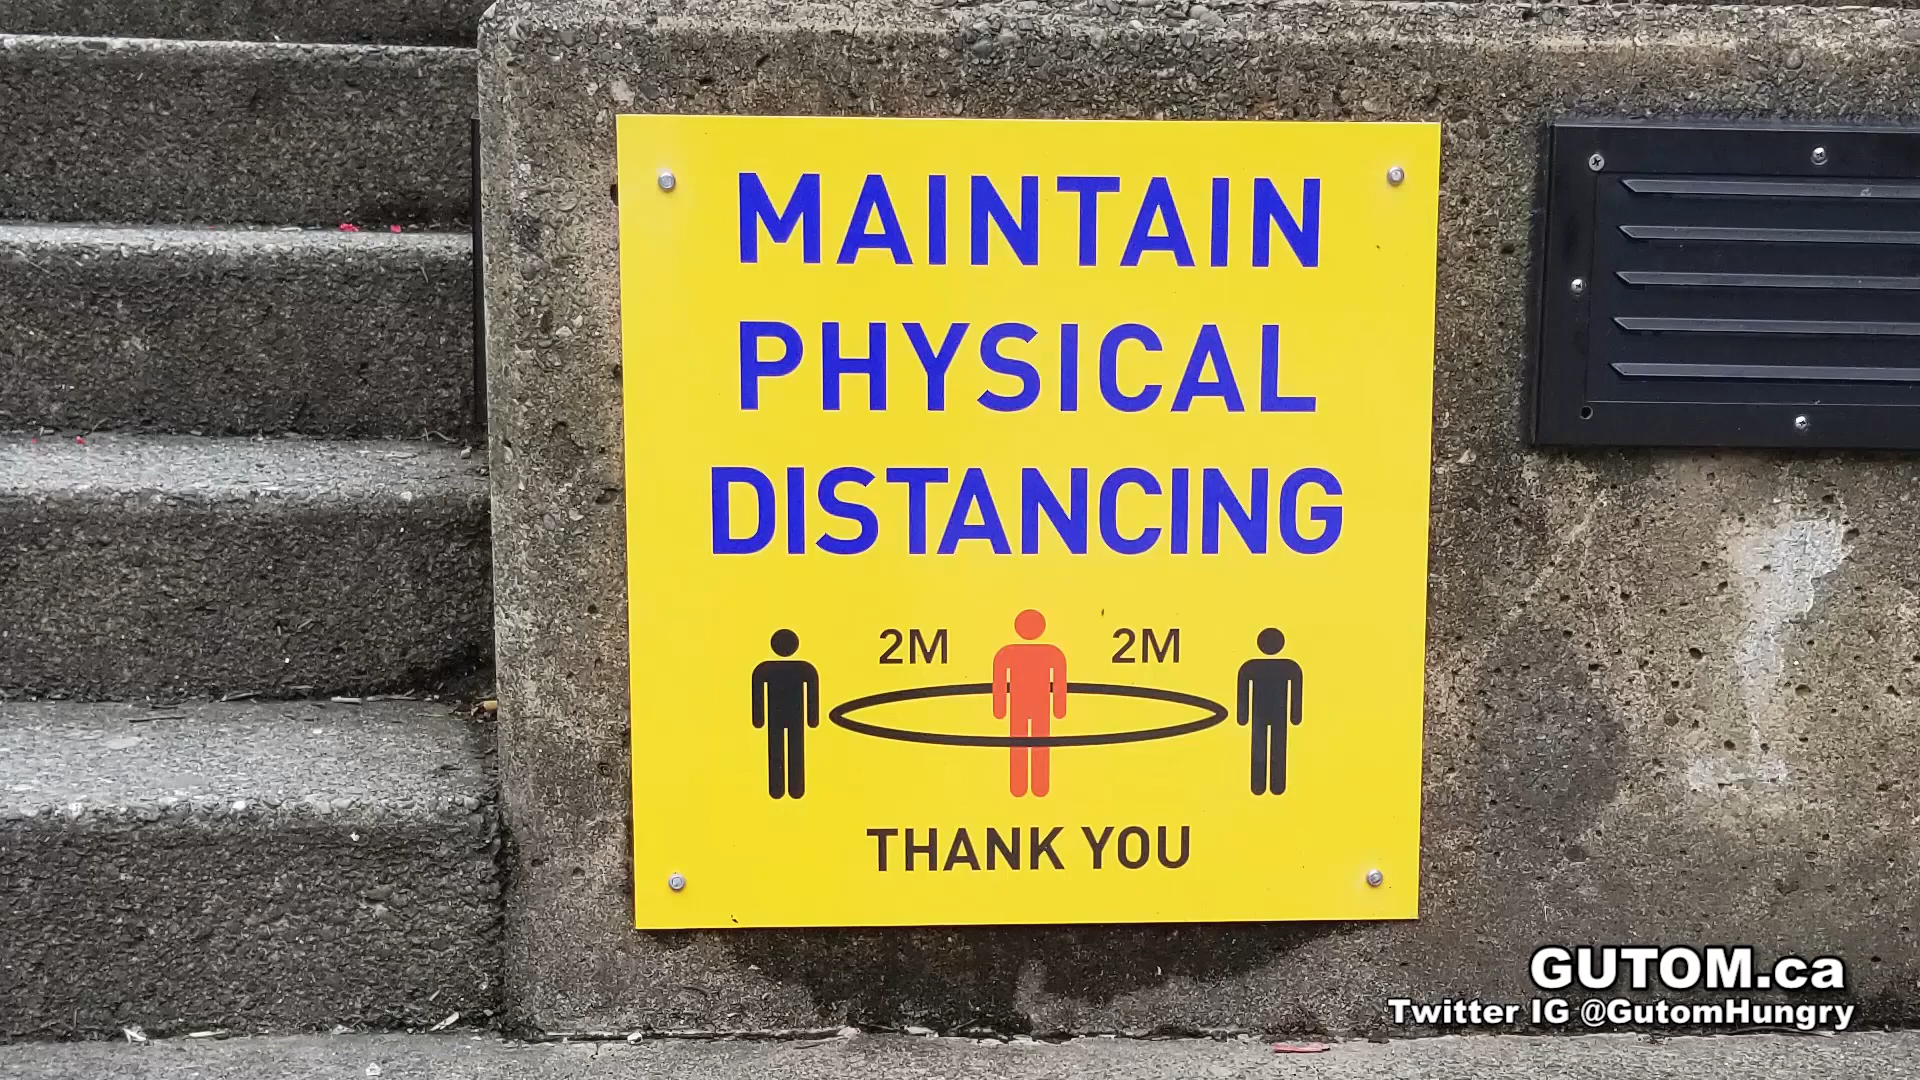 MAINTAIN
PHYSICAL
DISTANCING
2M 2M
THANK YOU
GUTOM.ca
Twitter IG @GutomHungry